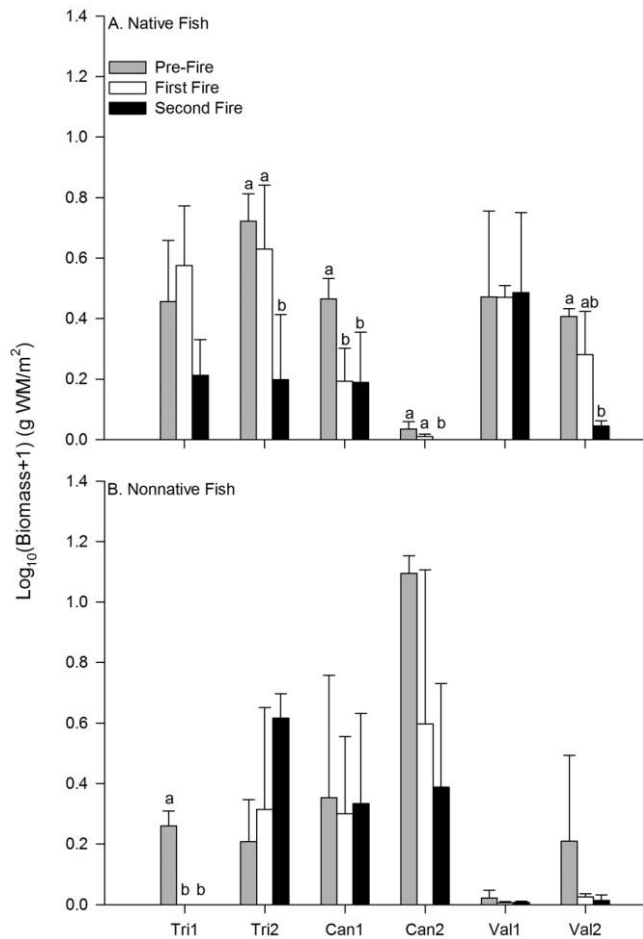 1.4
A. Native Fish
Pre-Fire
1.2
First Fire
Second Fire
1.0
a
a
0.8
a
0.6
a
ab
0.4
b
b
b
0.2
b
a
a
b
0.0
Log10(Biomass+1) (g WM/m²)
1.4
B. Nonnative Fish
1.2
1.0
0.8
0.6
0.4
a
0.2
b
b
0.0
Tri1
Tri2
Can1
Can2
Val1
Val2